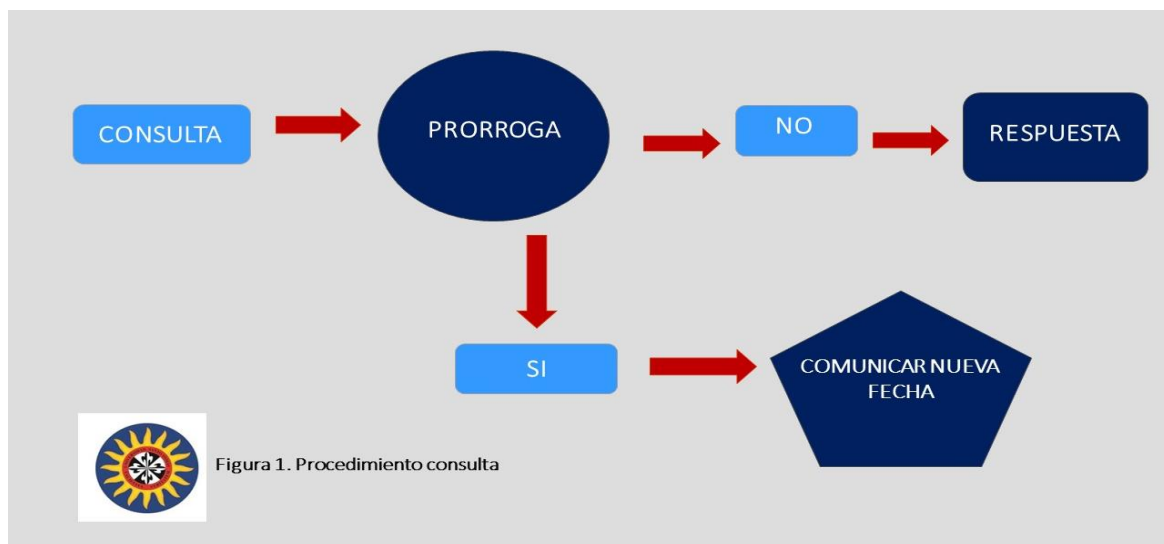 CONSULTA
PRORROGA
NO
RESPUESTA
SI
COMUNICAR NUEVA
FECHA
Figura 1. Procedimiento consulta